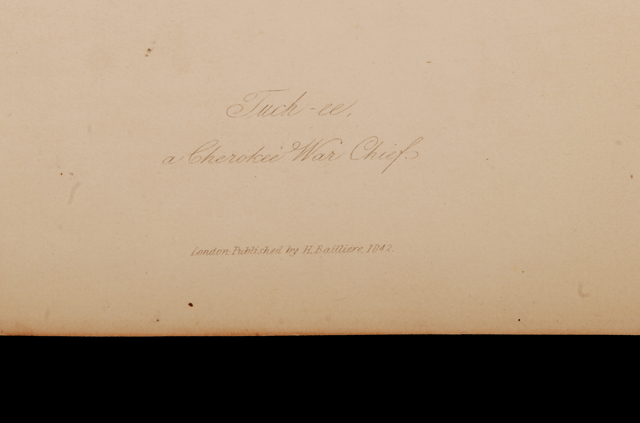 Tuch-ee,
a Cherokee War Chief
London. Published by H. Bailliere 1842.